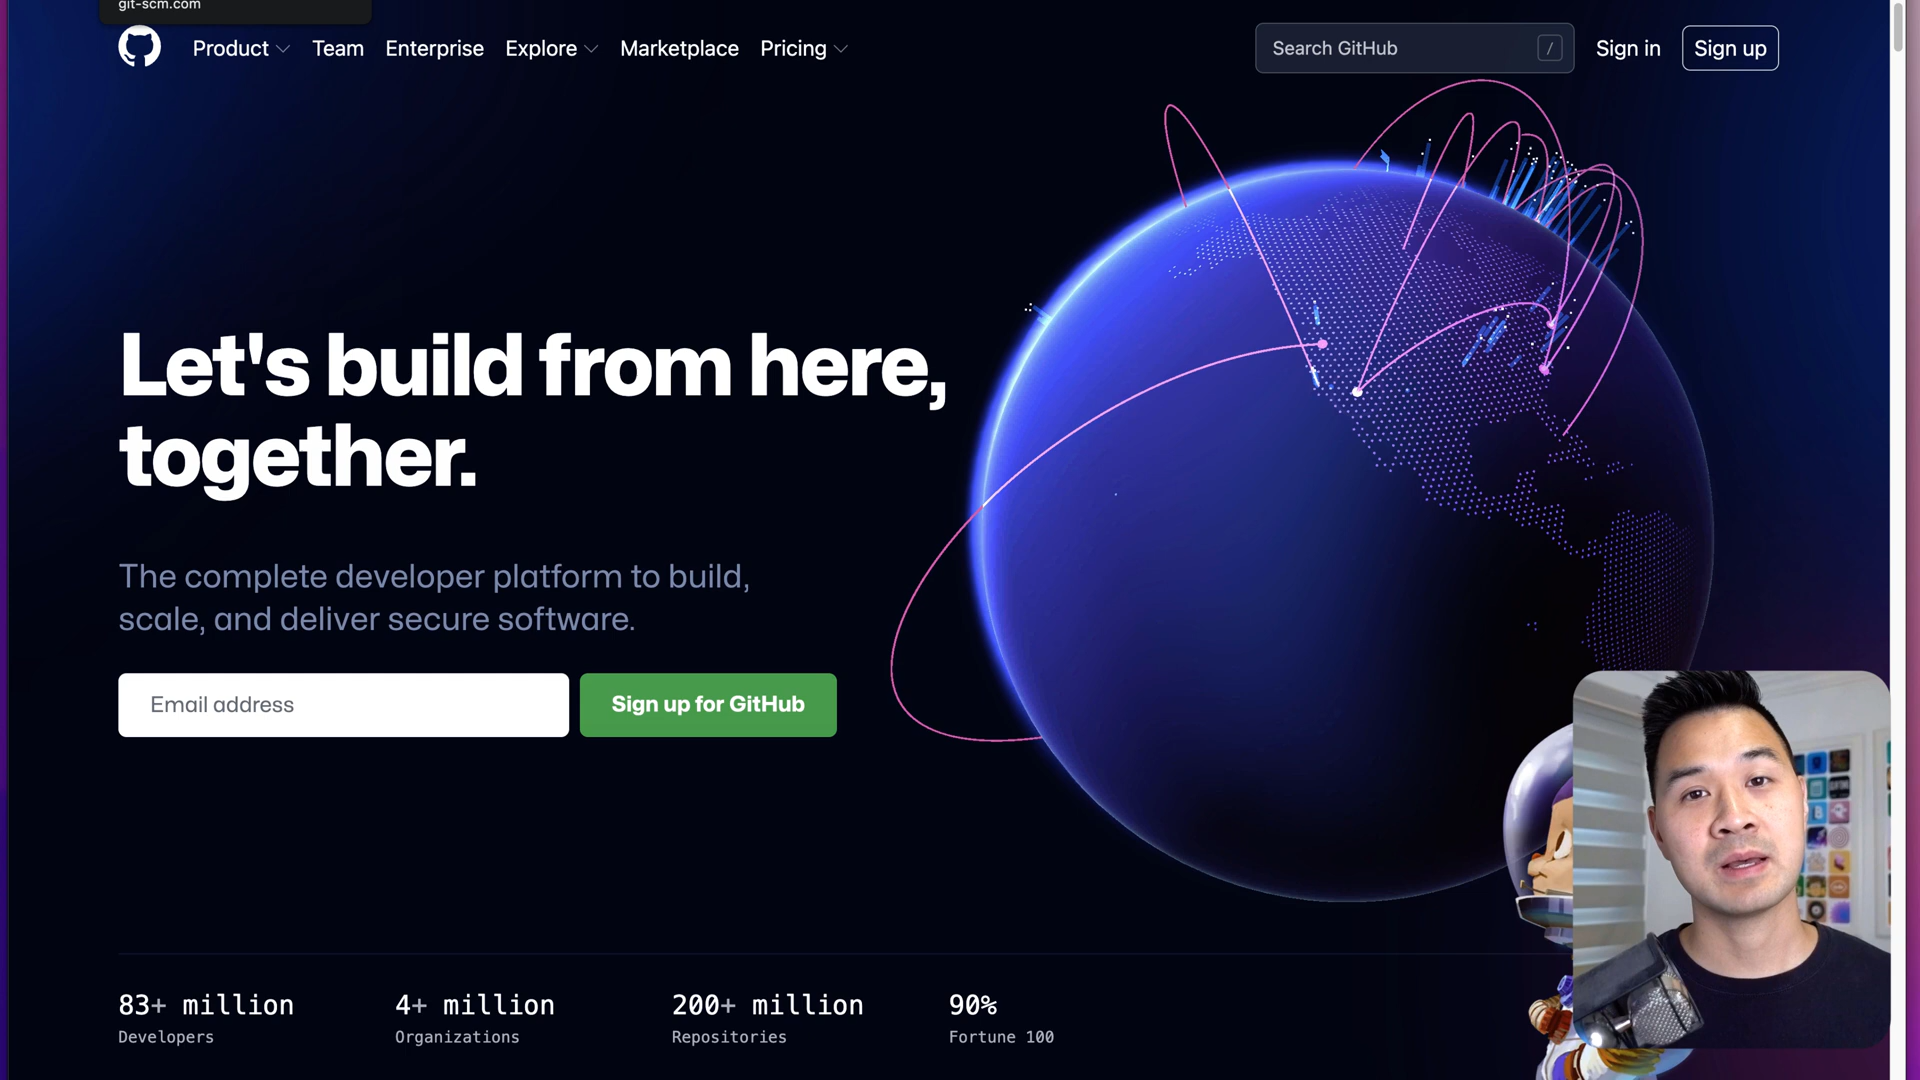 git-scm.com
Product
Team
Enterprise
Explore
Marketplace
Pricing
Search GitHub
/
Sign in
Sign up
Let's build from here,
together.
The complete developer platform to build,
scale, and deliver secure software.
Email address
Sign up for GitHub
83+ million
Developers
4+ million
Organizations
200+ million
Repositories
90%
Fortune 100